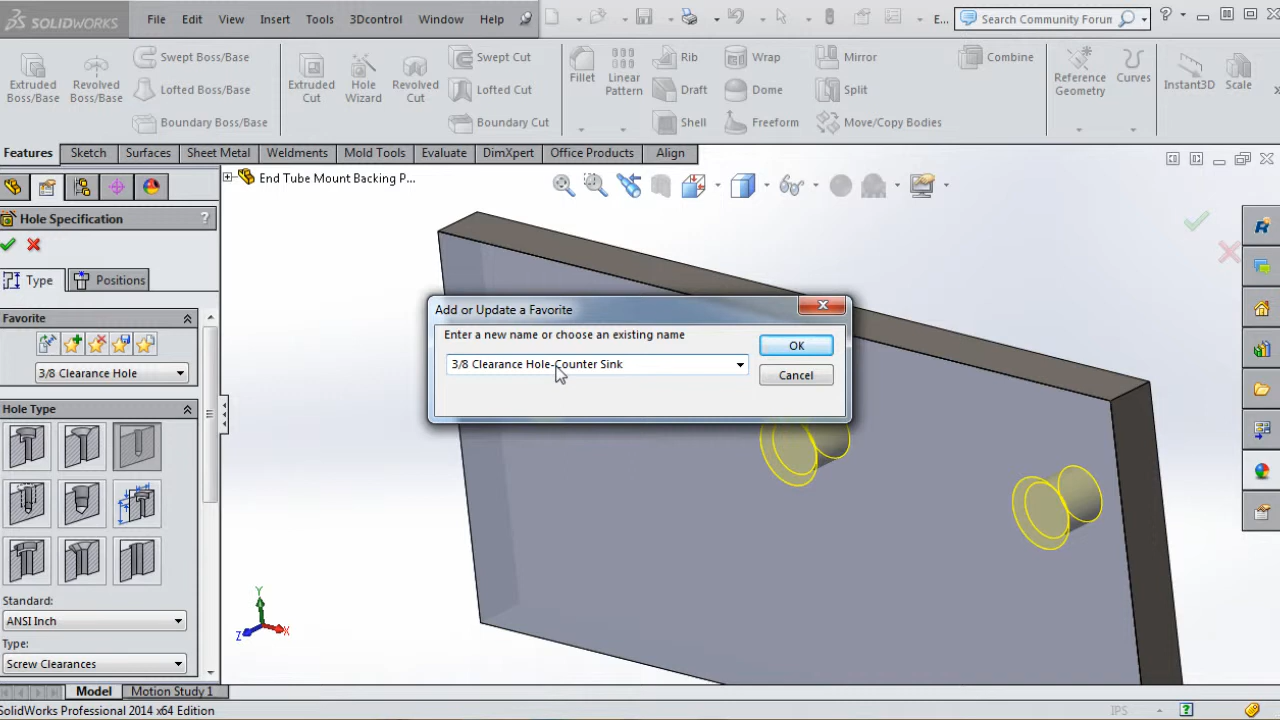 SOLIDWORKS
File Edit View Insert Tools 3Dcontrol Window Help
E...
Search Community Forum
?
Extruded Boss/Base
Revolved Boss/Base
Swept Boss/Base
Lofted Boss/Base
Boundary Boss/Base
Extruded Cut
Hole Wizard
Revolved Cut
Swept Cut
Lofted Cut
Boundary Cut
Fillet
Linear Pattern
Rib
Draft
Shell
Wrap
Dome
Freeform
Mirror
Split
Move/Copy Bodies
Combine
Reference Geometry
Curves
Instant3D
Scale
Features Sketch Surfaces Sheet Metal Weldments Mold Tools Evaluate DimXpert Office Products Align
End Tube Mount Backing P...
Hole Specification ?
Type Positions
Favorite
3/8 Clearance Hole
Hole Type
Standard:
ANSI Inch
Type:
Screw Clearances
Add or Update a Favorite
Enter a new name or choose an existing name
3/8 Clearance Hole-Counter Sink
OK
Cancel
Y
Z
X
Model Motion Study 1
SolidWorks Professional 2014 x64 Edition
IPS
?